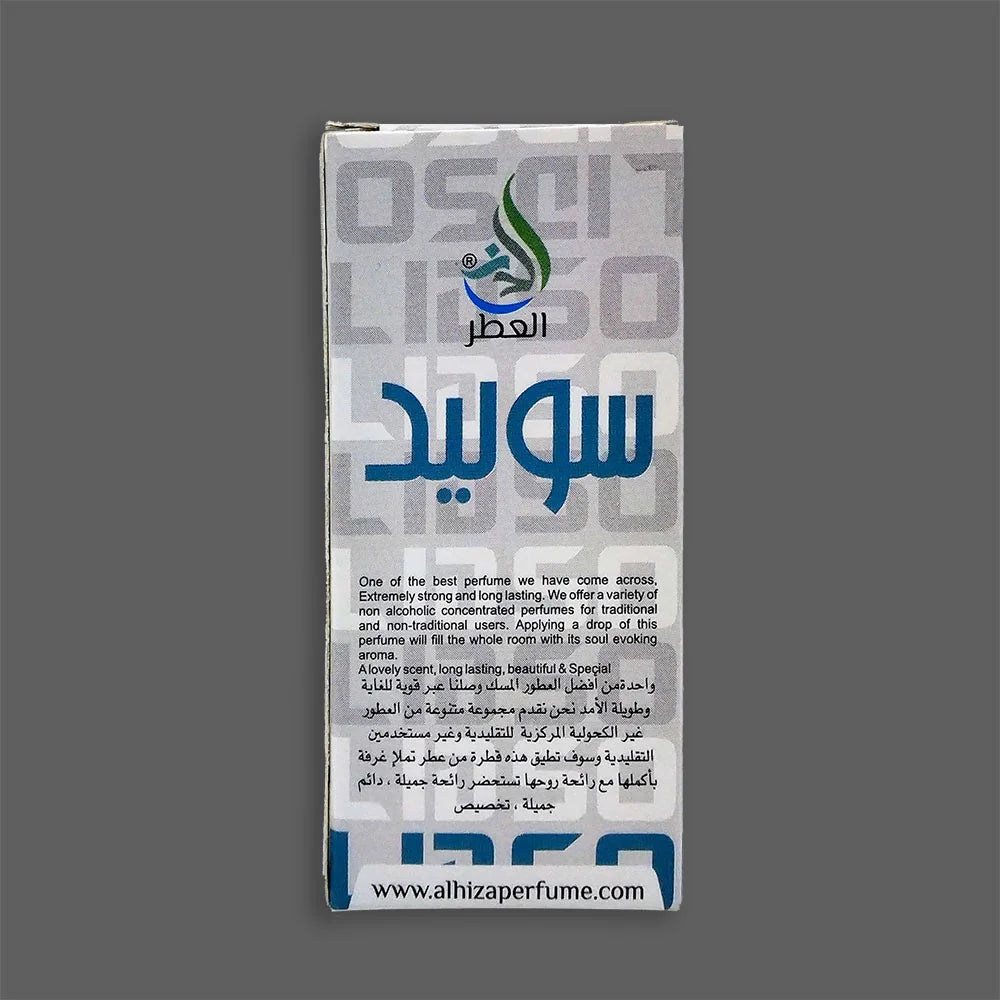 ®
العطر
سوليد
One of the best perfume we have come across,
Extremely strong and long lasting. We offer a variety of
non alcoholic concentrated perfumes for traditional
and non-traditional users. Applying a drop of this
perfume will fill the whole room with its soul evoking
aroma.
A lovely scent, long lasting, beautiful & Special
واحدةمن أفضل العطور المسك وصلنا عبر قوية للغاية
وطويلة الأمد نحن نقدم مجموعة متنوعة من العطور
غير الكحولية المركزية للتقليدية وغير مستخدمين
التقليدية وسوف تطيق هذه قطرة من عطر تملإ غرفة
بأكملها مع رائحة روحها تستحضر رائحة جميلة ، دائم
جميلة ، تخصيص
www.alhizaperfume.com